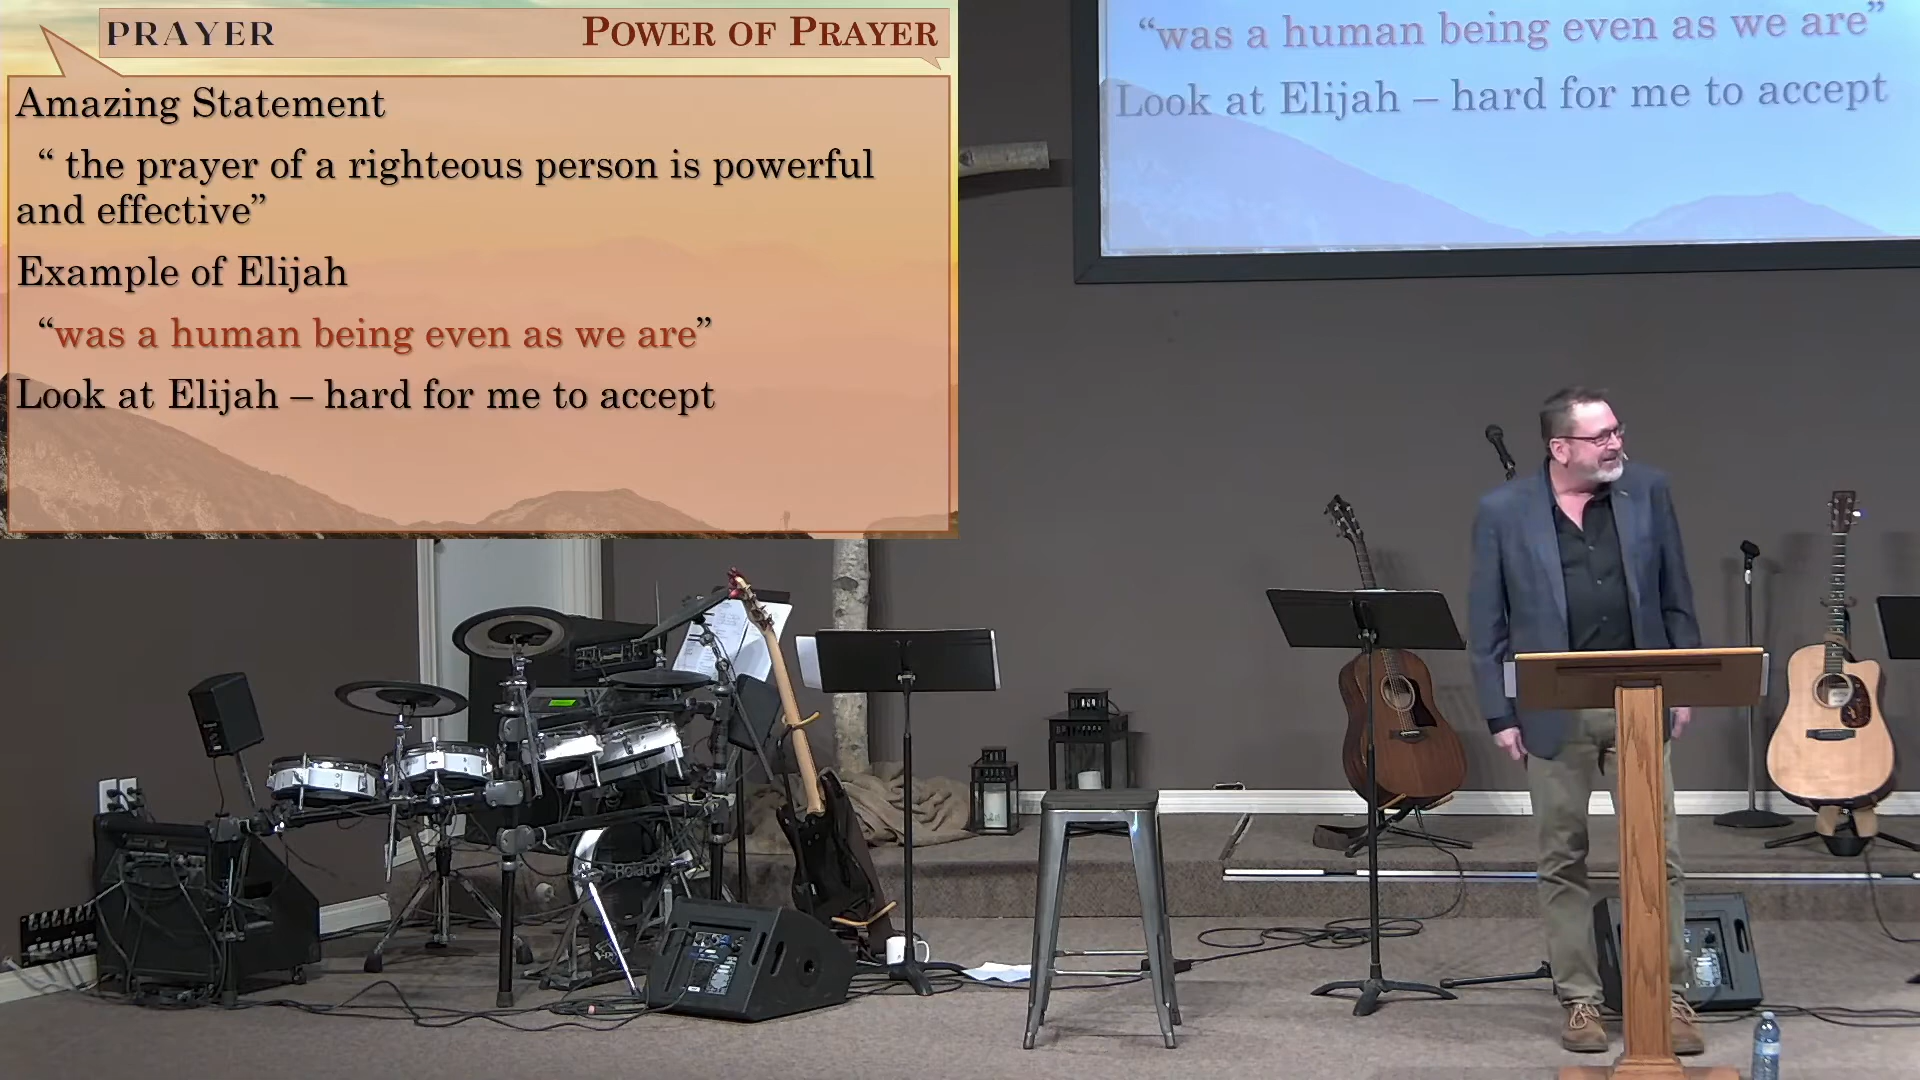 PRAYER
POWER OF PRAYER
Amazing Statement
“ the prayer of a righteous person is powerful
and effective”
Example of Elijah
“was a human being even as we are”
Look at Elijah – hard for me to accept
“was a human being even as we are”
Look at Elijah – hard for me to accept
Roland